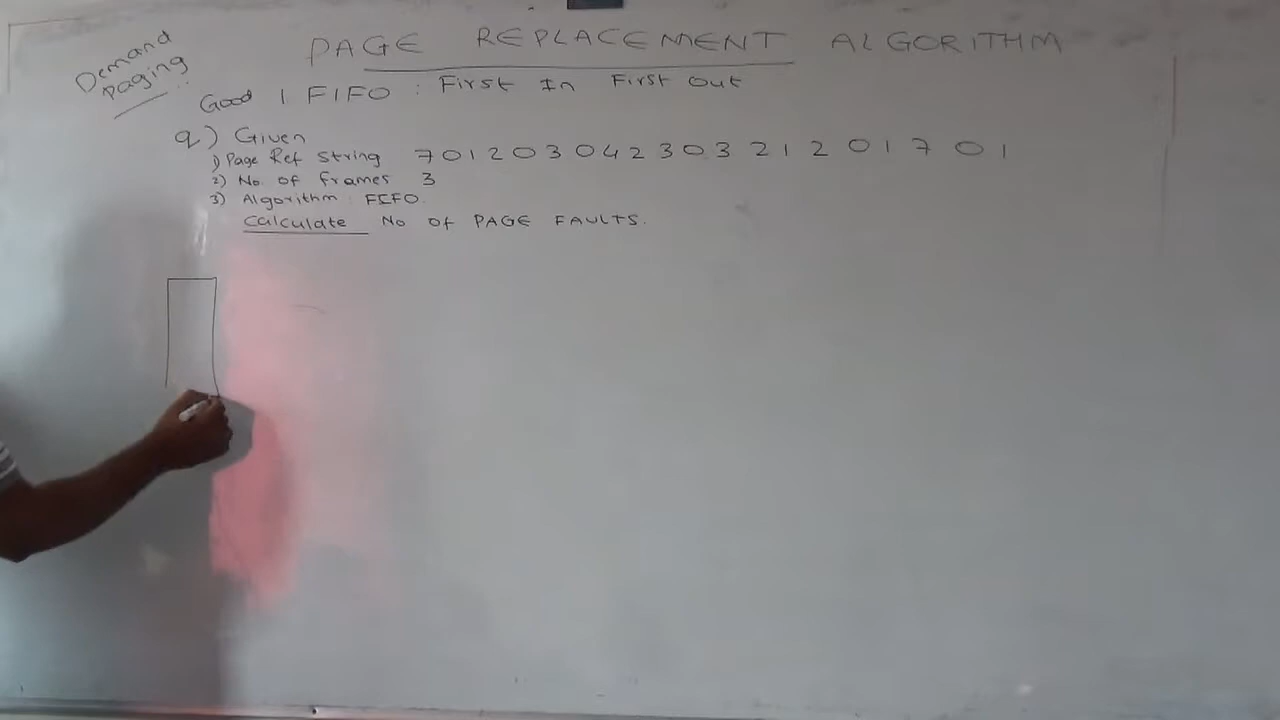 Demand
paging
PAGE REPLACEMENT ALGORITHM
Good 1 FIFO : First In First Out
q) Given
1) Page Ref String 7 0 1 2 0 3 0 4 2 3 0 3 2 1 2 0 1 7 0 1
2) No of frames 3
3) Algorithm : FIFO.
Calculate No of PAGE FAULTS.